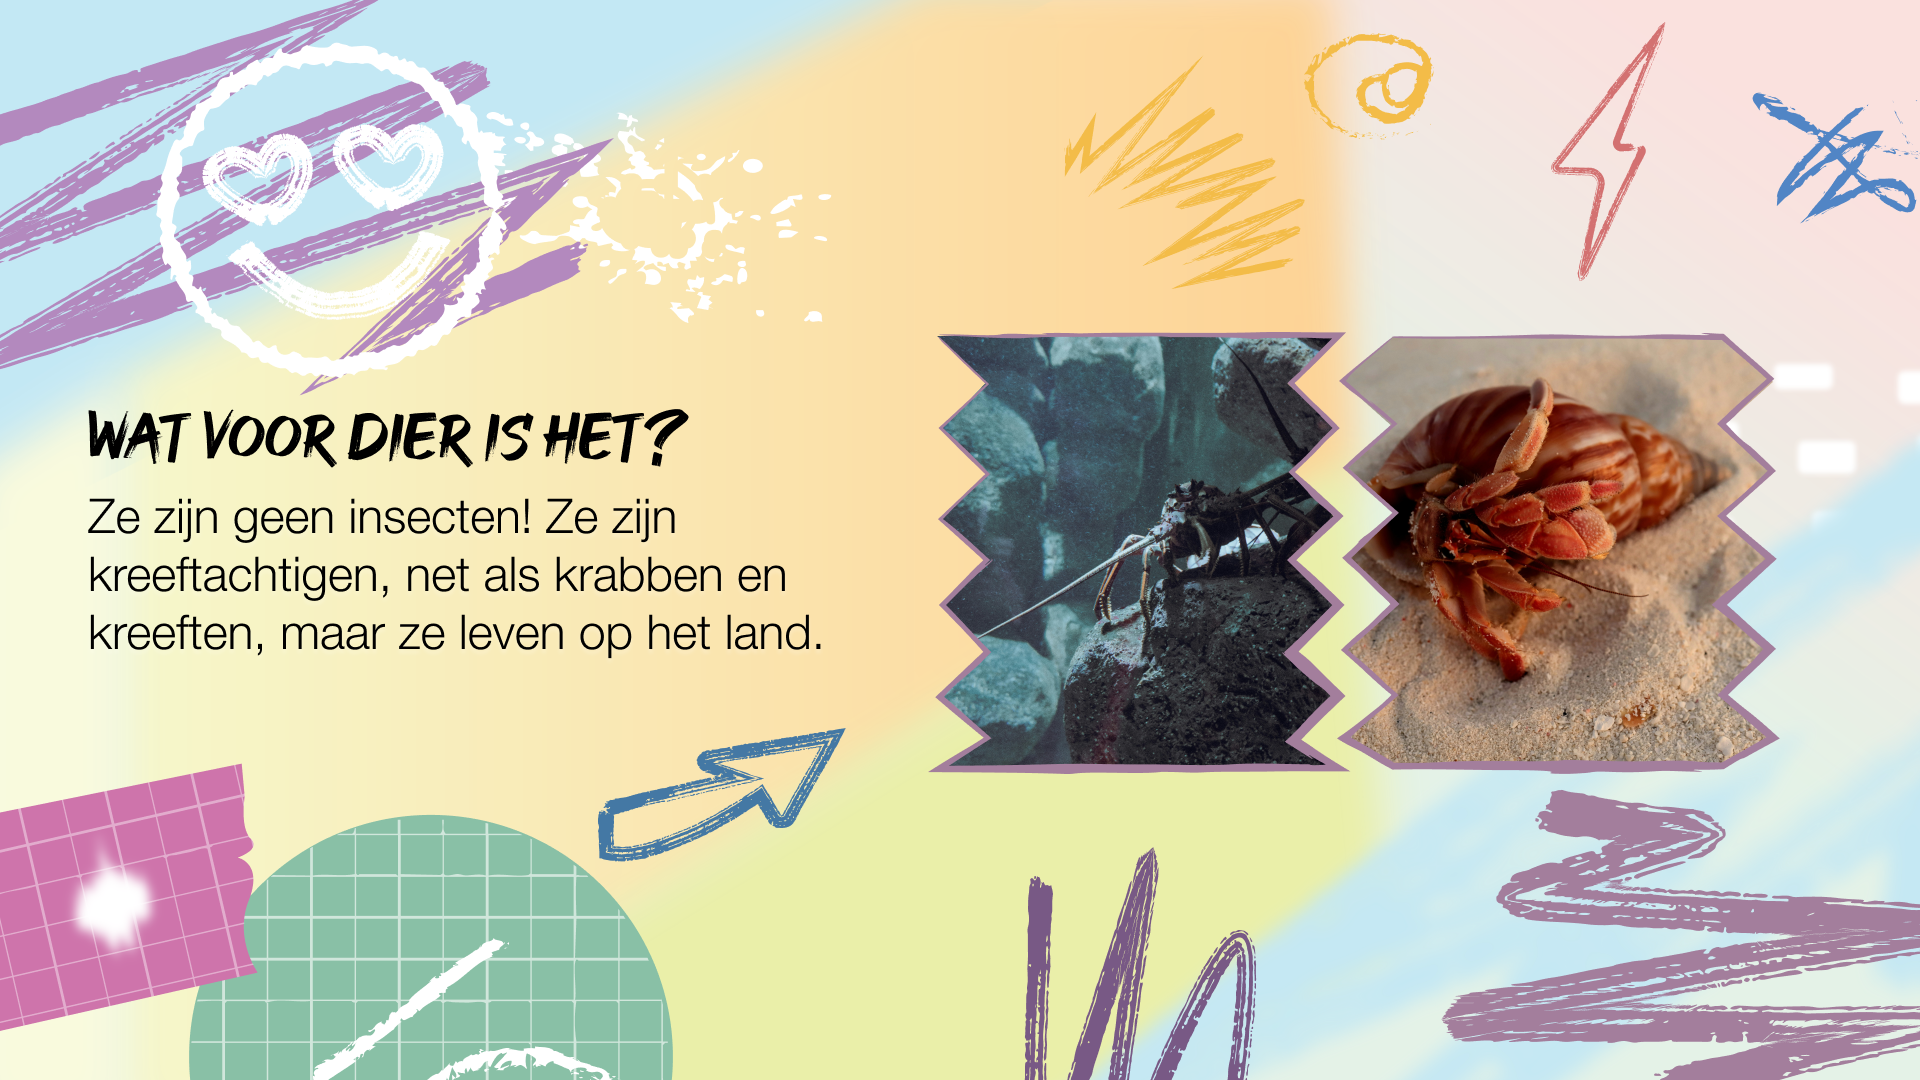 WAT VOOR DIER IS HET?
Ze zijn geen insecten! Ze zijn
kreeftachtigen, net als krabben en
kreeften, maar ze leven op het land.